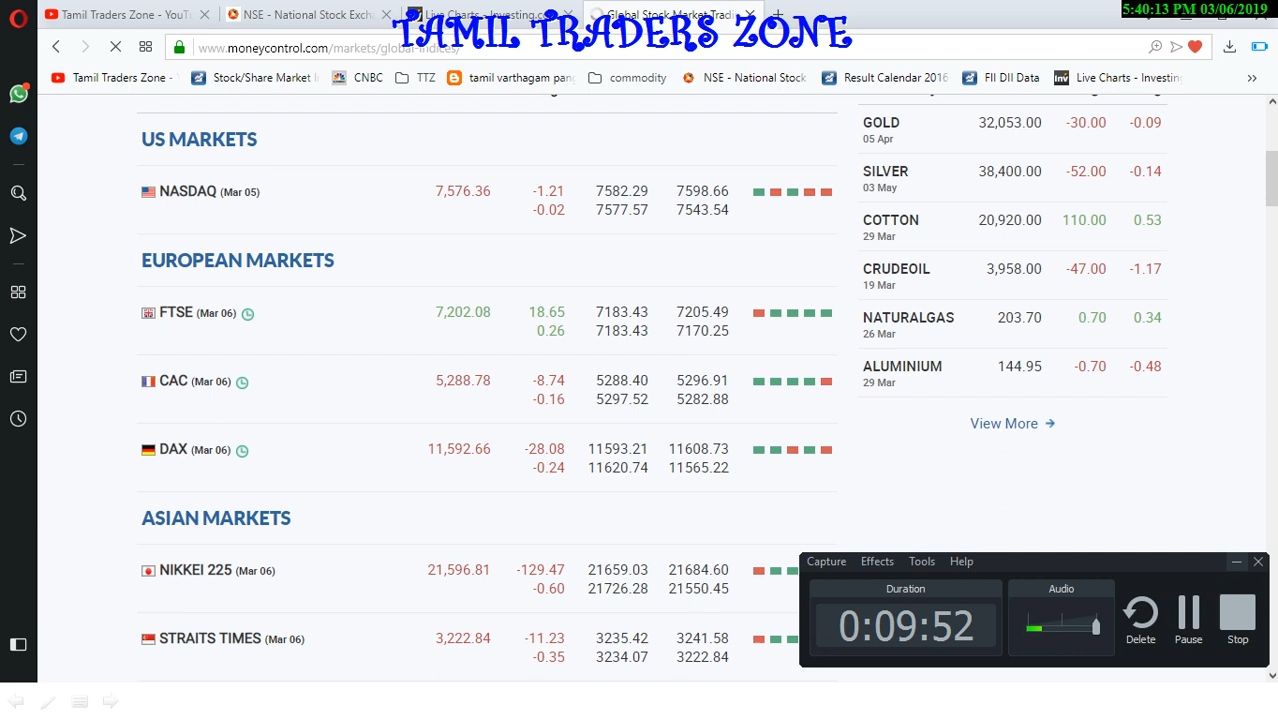 5:40:13 PM 03/06/2019
Tamil Traders Zone - YouT
NSE - National Stock Exch
Live Charts - Investing.co
Global Stock Market Tradi
TAMIL TRADERS ZONE
www.moneycontrol.com/markets/global-indices/
Tamil Traders Zone -
Stock/Share Market I
CNBC
TTZ
tamil varthagam pang
commodity
NSE - National Stock
Result Calendar 2016
FII DII Data
Inv
Live Charts - Investing
US MARKETS
NASDAQ (Mar 05) 7,576.36 -1.21 7582.29 7598.66
-0.02 7577.57 7543.54
EUROPEAN MARKETS
FTSE (Mar 06) 7,202.08 18.65 7183.43 7205.49
0.26 7183.43 7170.25
CAC (Mar 06) 5,288.78 -8.74 5288.40 5296.91
-0.16 5297.52 5282.88
DAX (Mar 06) 11,592.66 -28.08 11593.21 11608.73
-0.24 11620.74 11565.22
ASIAN MARKETS
NIKKEI 225 (Mar 06) 21,596.81 -129.47 21659.03 21684.60
-0.60 21726.28 21550.45
STRAITS TIMES (Mar 06) 3,222.84 -11.23 3235.42 3241.58
-0.35 3234.07 3222.84
GOLD 32,053.00 -30.00 -0.09
05 Apr
SILVER 38,400.00 -52.00 -0.14
03 May
COTTON 20,920.00 110.00 0.53
29 Mar
CRUDEOIL 3,958.00 -47.00 -1.17
19 Mar
NATURALGAS 203.70 0.70 0.34
26 Mar
ALUMINIUM 144.95 -0.70 -0.48
29 Mar
View More
Capture Effects Tools Help
Duration
0:09:52
Audio
Delete
Pause
Stop